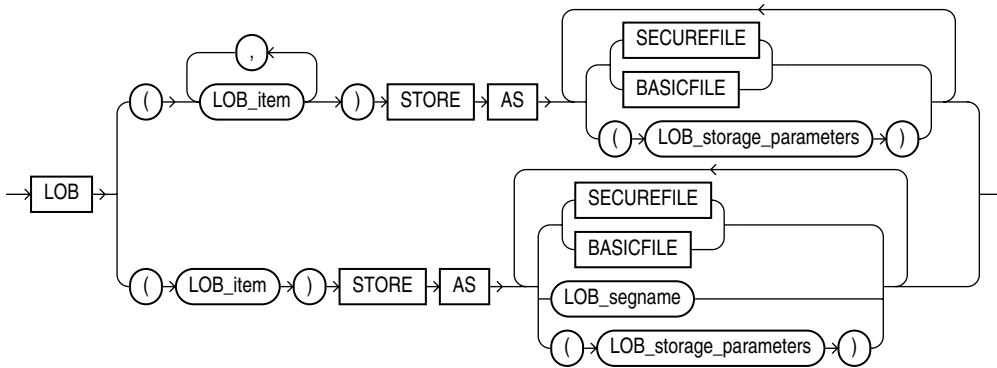 SECUREFILE
,
BASICFILE
( LOB_item ) STORE AS
( LOB_storage_parameters )
LOB
SECUREFILE
BASICFILE
( LOB_item ) STORE AS
LOB_segname
( LOB_storage_parameters )